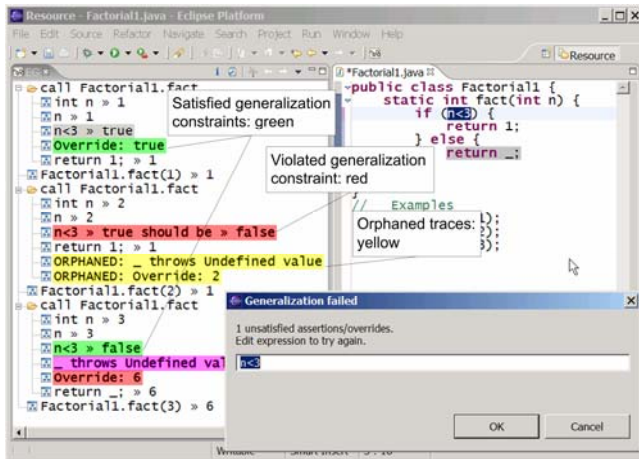 Resource - Factorial1.java - Eclipse Platform
File Edit Source Refactor Navigate Search Project Run Window Help
Resource
call Factorial1.fact
int n » 1
n » 1
n<3 » true
Override: true
return 1; » 1
Factorial1.fact(1) » 1
call Factorial1.fact
int n » 2
n » 2
n<3 » true should be » false
return 1; » 1
ORPHANED: _ throws Undefined value
ORPHANED: Override: 2
Factorial1.fact(2) » 1
call Factorial1.fact
int n » 3
n » 3
n<3 » false
_ throws Undefined val
Override: 6
return _; » 6
Factorial1.fact(3) » 6
Satisfied generalization
constraints: green
Violated generalization
constraint: red
Orphaned traces:
yellow
*Factorial1.java
public class Factorial1 {
static int fact(int n) {
if (n<3) {
return 1;
} else {
return _;
}
// Examples
1);
2);
3);
Generalization failed
1 unsatisfied assertions/overrides.
Edit expression to try again.
n<3
OK
Cancel